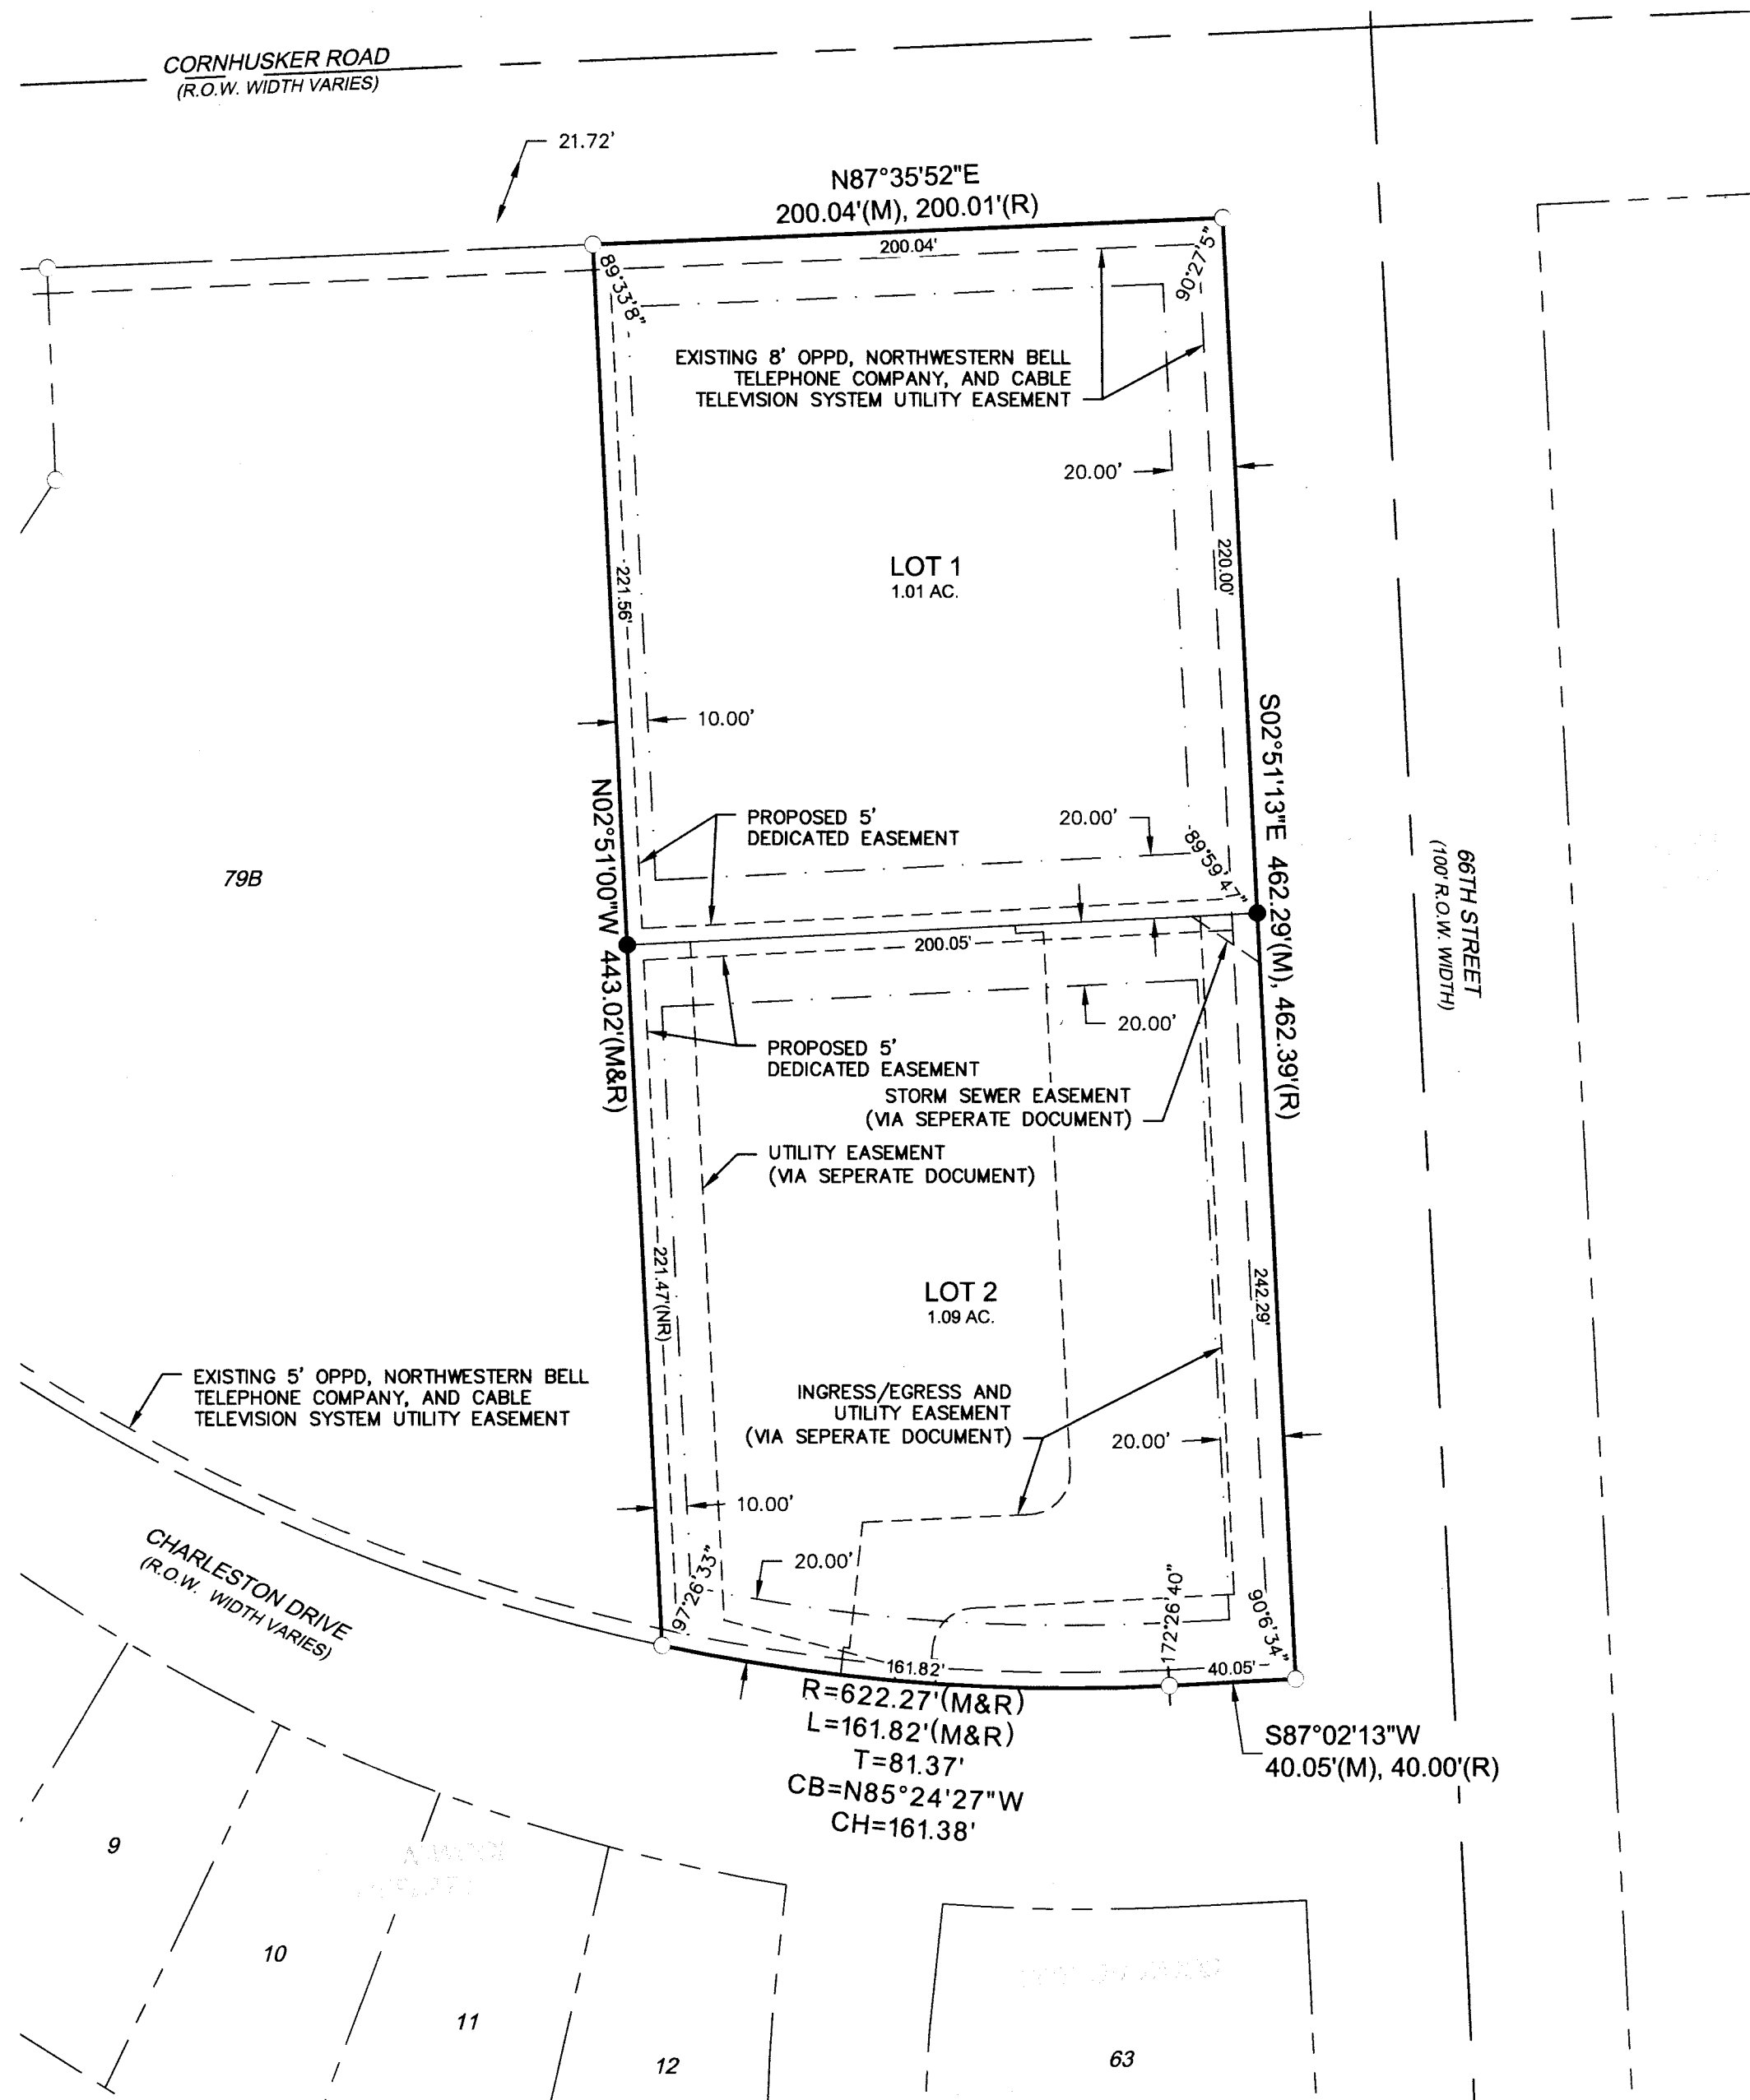 CORNHUSKER ROAD
(R.O.W. WIDTH VARIES)
21.72'
N87°35'52"E
200.04'(M), 200.01'(R)
200.04'
89°33'8"
90°27'5"
EXISTING 8' OPPD, NORTHWESTERN BELL
TELEPHONE COMPANY, AND CABLE
TELEVISION SYSTEM UTILITY EASEMENT
20.00'
LOT 1
1.01 AC.
221.56'
220.00'
10.00'
S02°51'13"E 462.29'(M), 462.39'(R)
N02°51'00"W 443.02'(M&R)
PROPOSED 5'
DEDICATED EASEMENT
20.00'
89°59'47"
79B
66TH STREET
(100' R.O.W. WIDTH)
200.05'
20.00'
PROPOSED 5'
DEDICATED EASEMENT
STORM SEWER EASEMENT
(VIA SEPERATE DOCUMENT)
UTILITY EASEMENT
(VIA SEPERATE DOCUMENT)
221.47'(NR)
LOT 2
1.09 AC.
242.29'
EXISTING 5' OPPD, NORTHWESTERN BELL
TELEPHONE COMPANY, AND CABLE
TELEVISION SYSTEM UTILITY EASEMENT
INGRESS/EGRESS AND
UTILITY EASEMENT
(VIA SEPERATE DOCUMENT)
20.00'
10.00'
CHARLESTON DRIVE
(R.O.W. WIDTH VARIES)
20.00'
97°26'33"
172°26'40"
90°6'34"
161.82'
40.05'
R=622.27'(M&R)
L=161.82'(M&R)
T=81.37'
CB=N85°24'27"W
CH=161.38'
S87°02'13"W
40.05'(M), 40.00'(R)
9
10
11
12
63